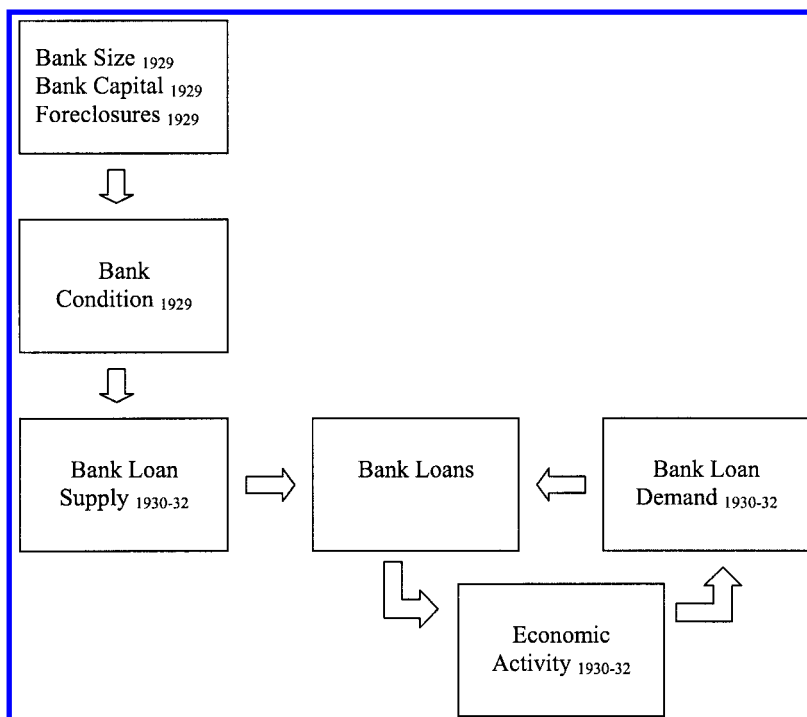 Bank Size 1929
Bank Capital 1929
Foreclosures 1929
Bank
Condition 1929
Bank Loan
Supply 1930-32
Bank Loans
Bank Loan
Demand 1930-32
Economic
Activity 1930-32